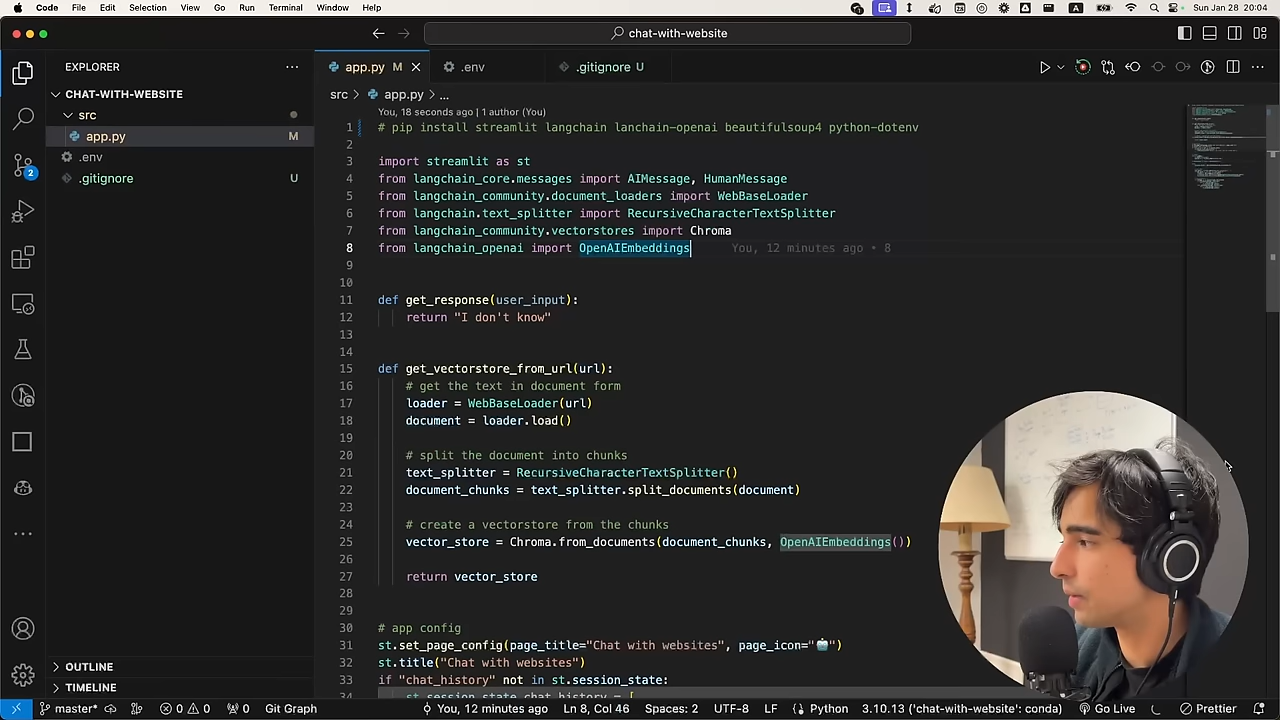 Code File Edit Selection View Go Run Terminal Window Help
A
Sun Jan 28 20:04
chat-with-website
EXPLORER
CHAT-WITH-WEBSITE
src
app.py M
.env
.gitignore U
2
OUTLINE
TIMELINE
app.py M
.env
.gitignore U
src > app.py > ...
You, 18 seconds ago | 1 author (You)
1 # pip install streamlit langchain lanchain-openai beautifulsoup4 python-dotenv
2
3 import streamlit as st
4 from langchain_core.messages import AIMessage, HumanMessage
5 from langchain_community.document_loaders import WebBaseLoader
6 from langchain.text_splitter import RecursiveCharacterTextSplitter
7 from langchain_community.vectorstores import Chroma
8 from langchain_openai import OpenAIEmbeddings You, 12 minutes ago • 8
9
10
11 def get_response(user_input):
12 return "I don't know"
13
14
15 def get_vectorstore_from_url(url):
16 # get the text in document form
17 loader = WebBaseLoader(url)
18 document = loader.load()
19
20 # split the document into chunks
21 text_splitter = RecursiveCharacterTextSplitter()
22 document_chunks = text_splitter.split_documents(document)
23
24 # create a vectorstore from the chunks
25 vector_store = Chroma.from_documents(document_chunks, OpenAIEmbeddings())
26
27 return vector_store
28
29
30 # app config
31 st.set_page_config(page_title="Chat with websites", page_icon="🤖")
32 st.title("Chat with websites")
33 if "chat_history" not in st.session_state:
34 st.session_state.chat_history = [
master* 0 0 0 Git Graph You, 12 minutes ago Ln 8, Col 46 Spaces: 2 UTF-8 LF Python 3.10.13 ('chat-with-website': conda) Go Live Prettier